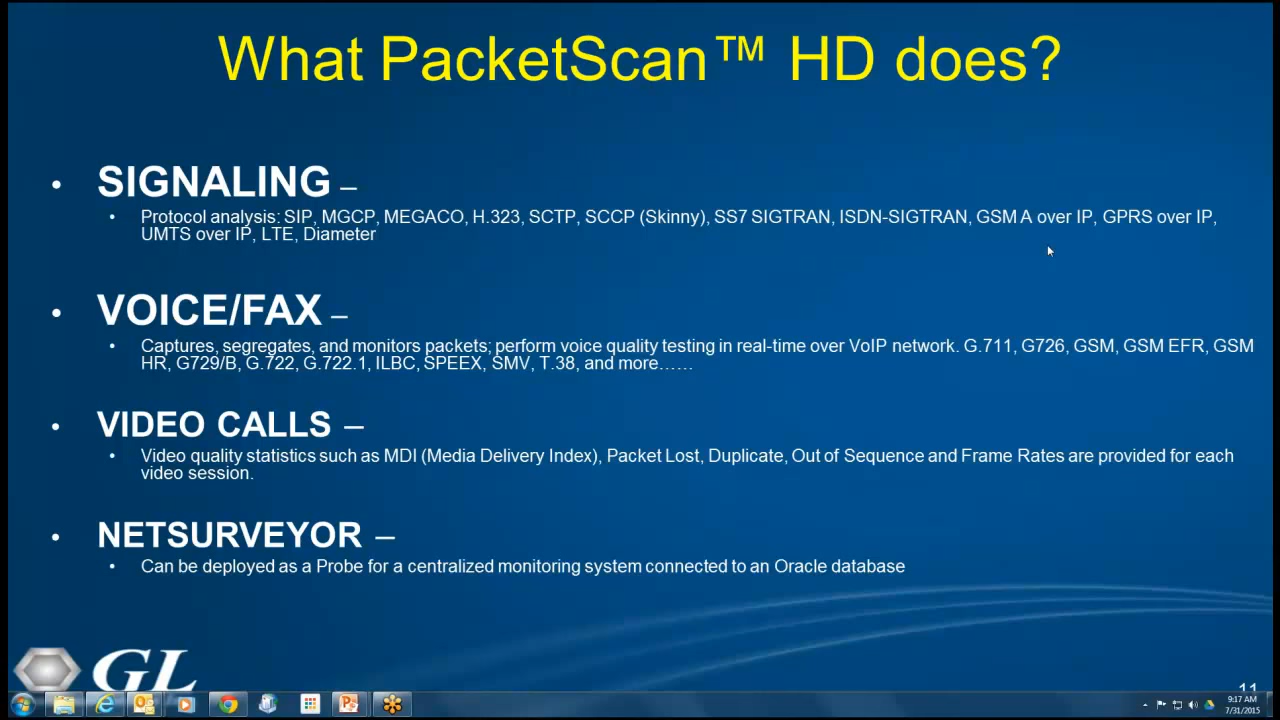 What PacketScan™ HD does?
• SIGNALING –
• Protocol analysis: SIP, MGCP, MEGACO, H.323, SCTP, SCCP (Skinny), SS7 SIGTRAN, ISDN-SIGTRAN, GSM A over IP, GPRS over IP,
UMTS over IP, LTE, Diameter
• VOICE/FAX –
• Captures, segregates, and monitors packets; perform voice quality testing in real-time over VoIP network. G.711, G726, GSM, GSM EFR, GSM
HR, G729/B, G.722, G.722.1, ILBC, SPEEX, SMV, T.38, and more……
• VIDEO CALLS –
• Video quality statistics such as MDI (Media Delivery Index), Packet Lost, Duplicate, Out of Sequence and Frame Rates are provided for each
video session.
• NETSURVEYOR –
• Can be deployed as a Probe for a centralized monitoring system connected to an Oracle database
GL
11
9:17 AM
7/31/2015